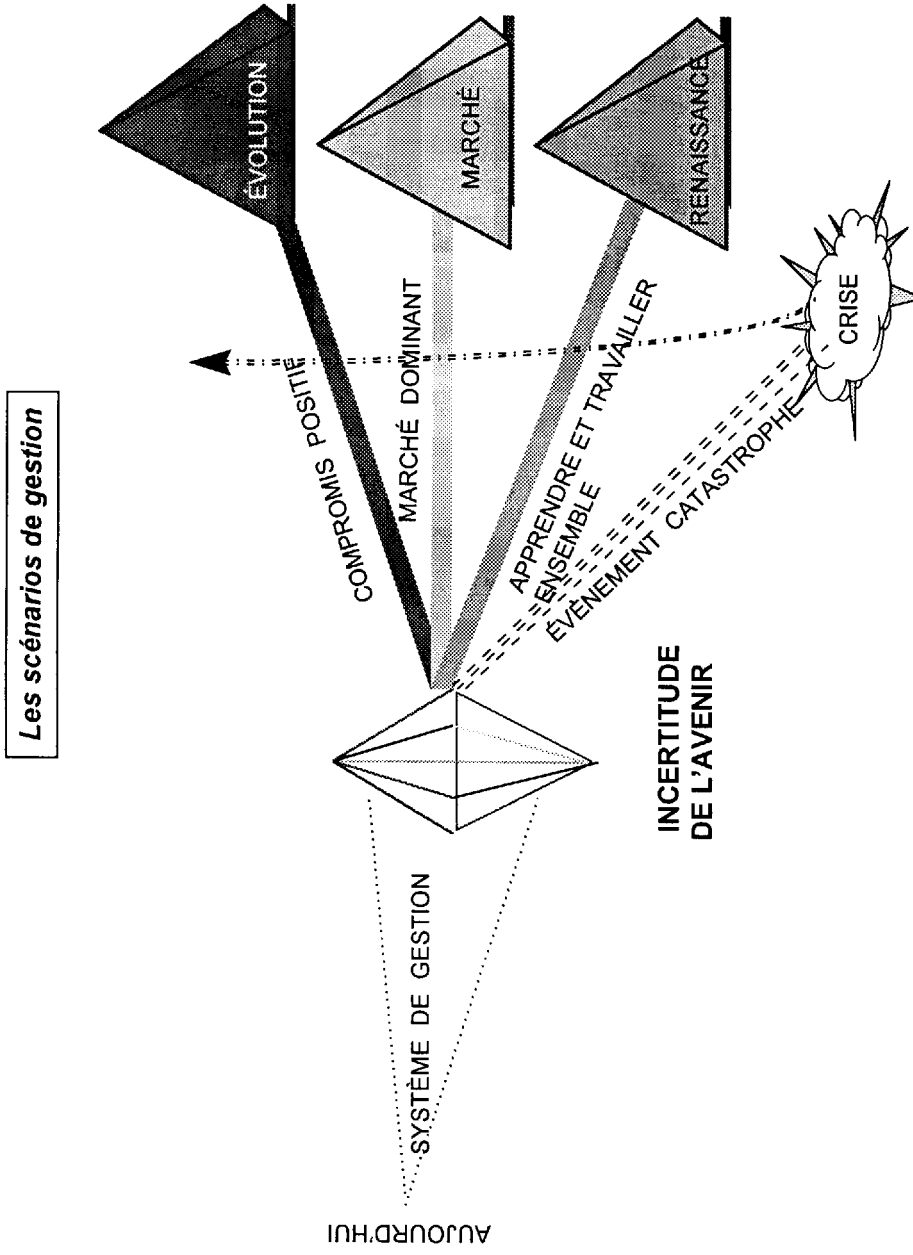 Les scénarios de gestion
ÉVOLUTION
COMPROMIS POSITIF
MARCHÉ
MARCHÉ DOMINANT
RENAISSANCE
APPRENDRE ET TRAVAILLER
ENSEMBLE
ÉVÈNEMENT CATASTROPHE
CRISE
INCERTITUDE
DE L'AVENIR
SYSTÈME DE GESTION
AUJOURD'HUI